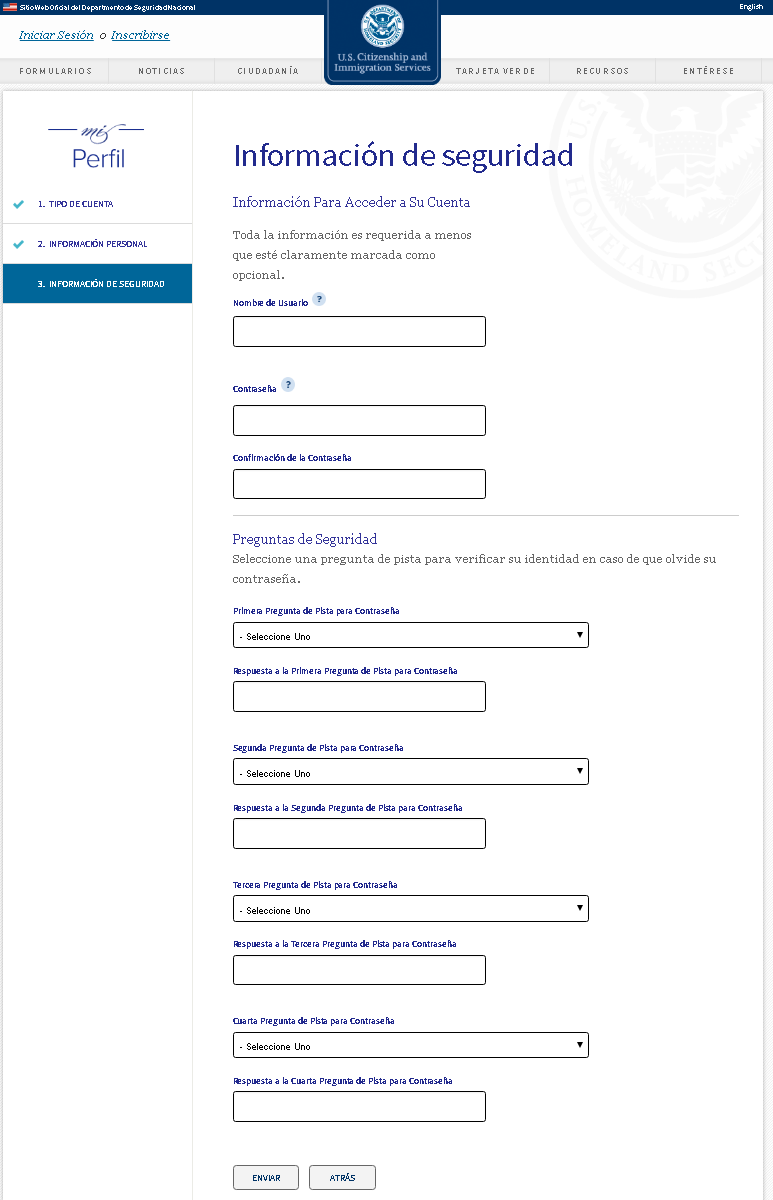 Sitio Web Oficial del Departamento de Seguridad Nacional
English
Iniciar Sesión o Inscribirse
U.S. Citizenship and
Immigration Services
FORMULARIOS
NOTICIAS
CIUDADANÍA
TARJETA VERDE
RECURSOS
ENTÉRESE
mis
Perfil
1. TIPO DE CUENTA
2. INFORMACIÓN PERSONAL
3. INFORMACIÓN DE SEGURIDAD
Información de seguridad
Información Para Acceder a Su Cuenta
Toda la información es requerida a menos
que esté claramente marcada como
opcional.
Nombre de Usuario ?
Contraseña ?
Confirmación de la Contraseña
Preguntas de Seguridad
Seleccione una pregunta de pista para verificar su identidad en caso de que olvide su
contraseña.
Primera Pregunta de Pista para Contraseña
- Seleccione Uno
Respuesta a la Primera Pregunta de Pista para Contraseña
Segunda Pregunta de Pista para Contraseña
- Seleccione Uno
Respuesta a la Segunda Pregunta de Pista para Contraseña
Tercera Pregunta de Pista para Contraseña
- Seleccione Uno
Respuesta a la Tercera Pregunta de Pista para Contraseña
Cuarta Pregunta de Pista para Contraseña
- Seleccione Uno
Respuesta a la Cuarta Pregunta de Pista para Contraseña
ENVIAR
ATRÁS